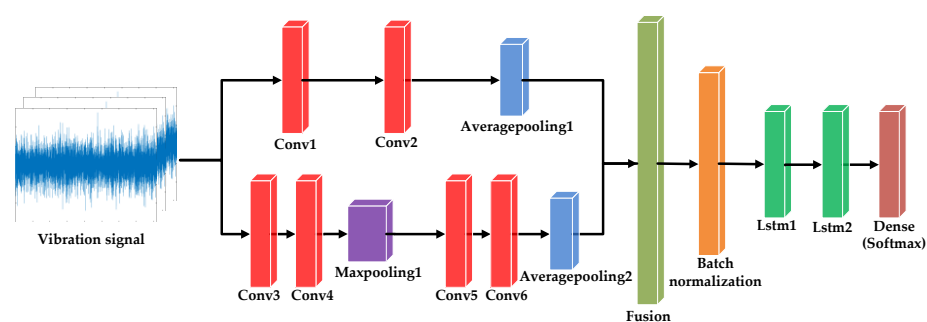 Conv1
Conv2
Averagepooling1
Vibration signal
Conv3
Conv4
Maxpooling1
Conv5
Conv6
Averagepooling2
Fusion
Batch
normalization
Lstm1
Lstm2
Dense
(Softmax)